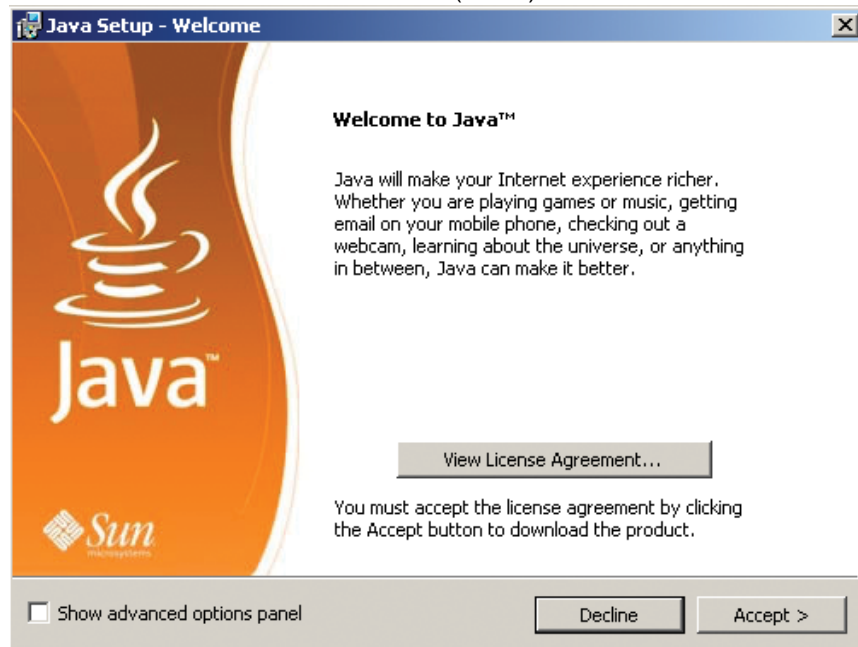 Java Setup - Welcome
Welcome to Java™
Java will make your Internet experience richer.
Whether you are playing games or music, getting
email on your mobile phone, checking out a
webcam, learning about the universe, or anything
in between, Java can make it better.
Java™
View License Agreement...
You must accept the license agreement by clicking
the Accept button to download the product.
Sun
microsystems
Show advanced options panel
Decline
Accept >